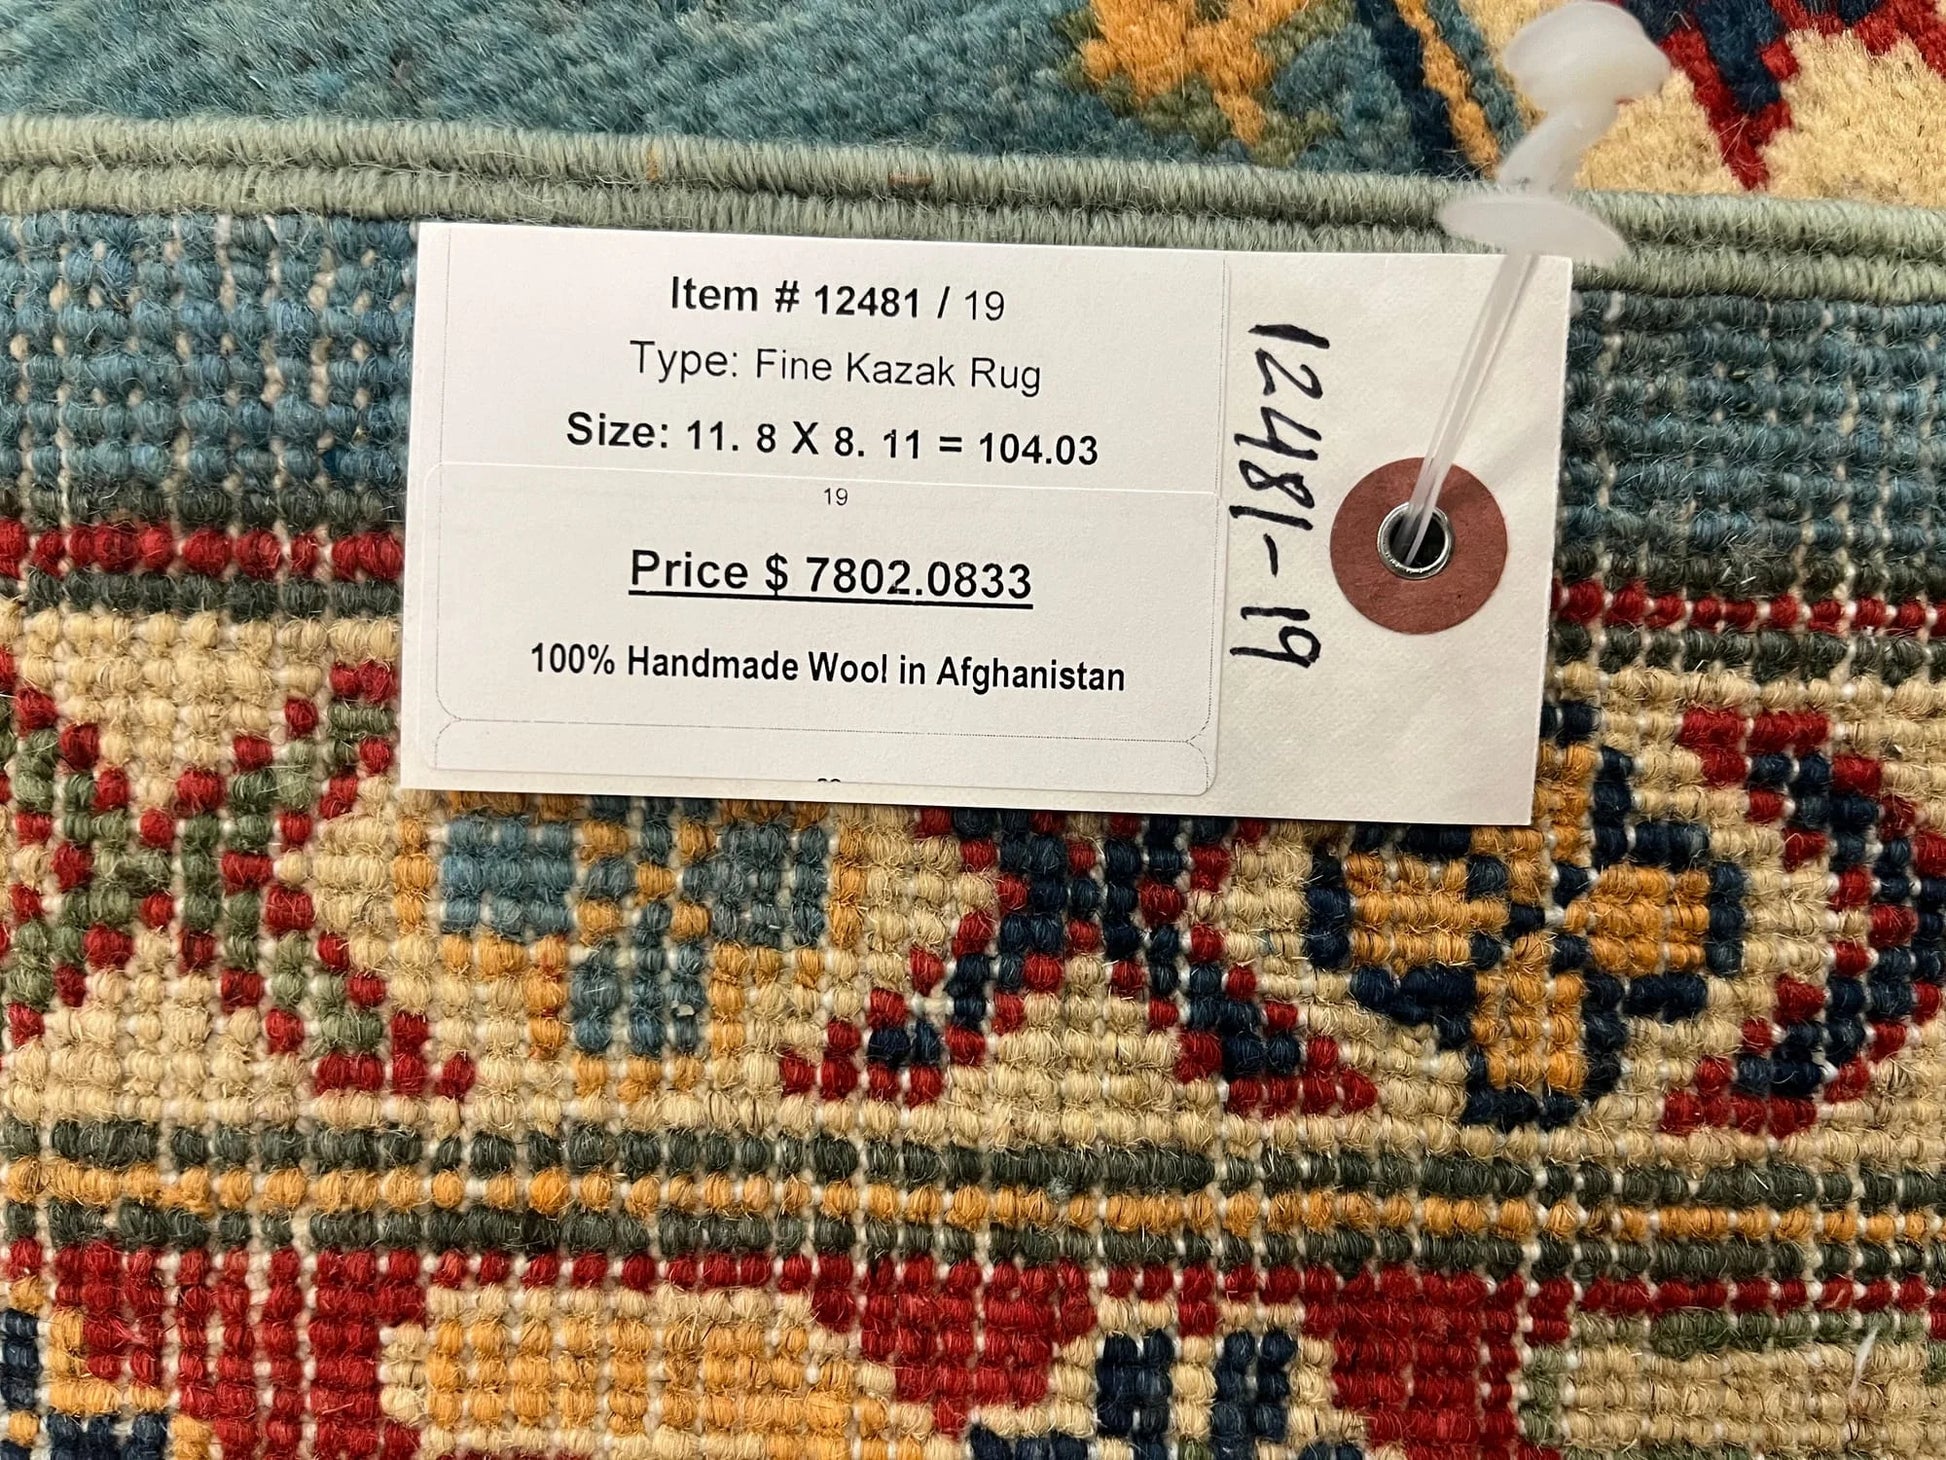 Item # 12481 / 19
Type: Fine Kazak Rug
Size: 11. 8 X 8. 11 = 104.03
19
Price $ 7802.0833
100% Handmade Wool in Afghanistan
12481-19